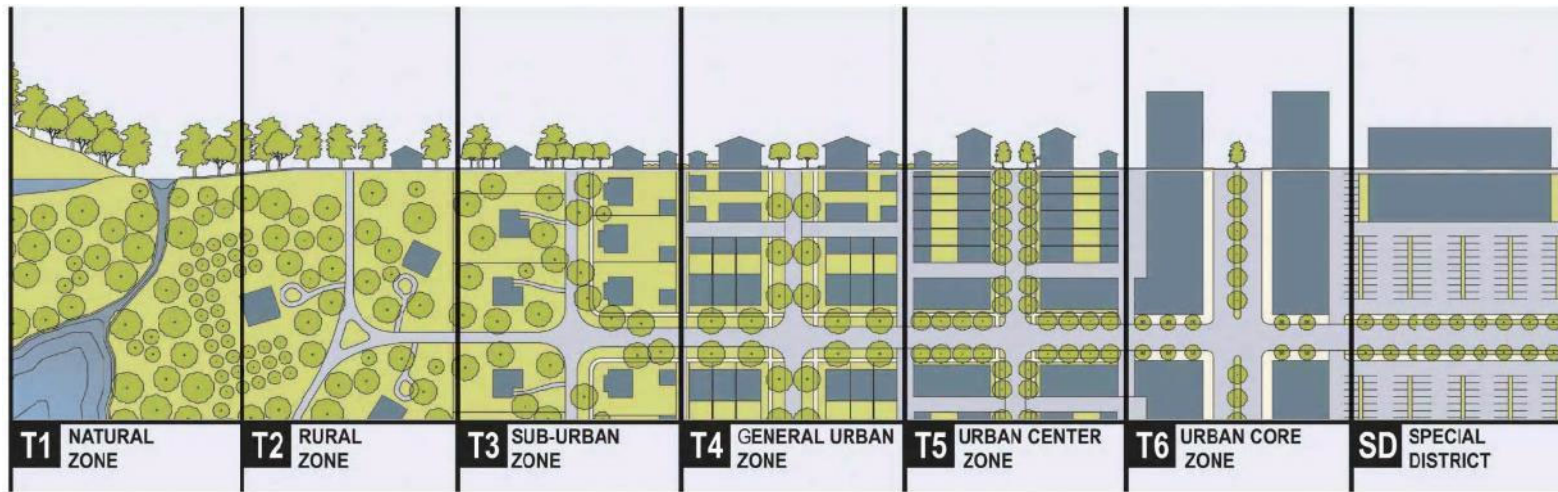 T1 NATURAL
ZONE
T2 RURAL
ZONE
T3 SUB-URBAN
ZONE
T4 GENERAL URBAN
ZONE
T5 URBAN CENTER
ZONE
T6 URBAN CORE
ZONE
SD SPECIAL
DISTRICT